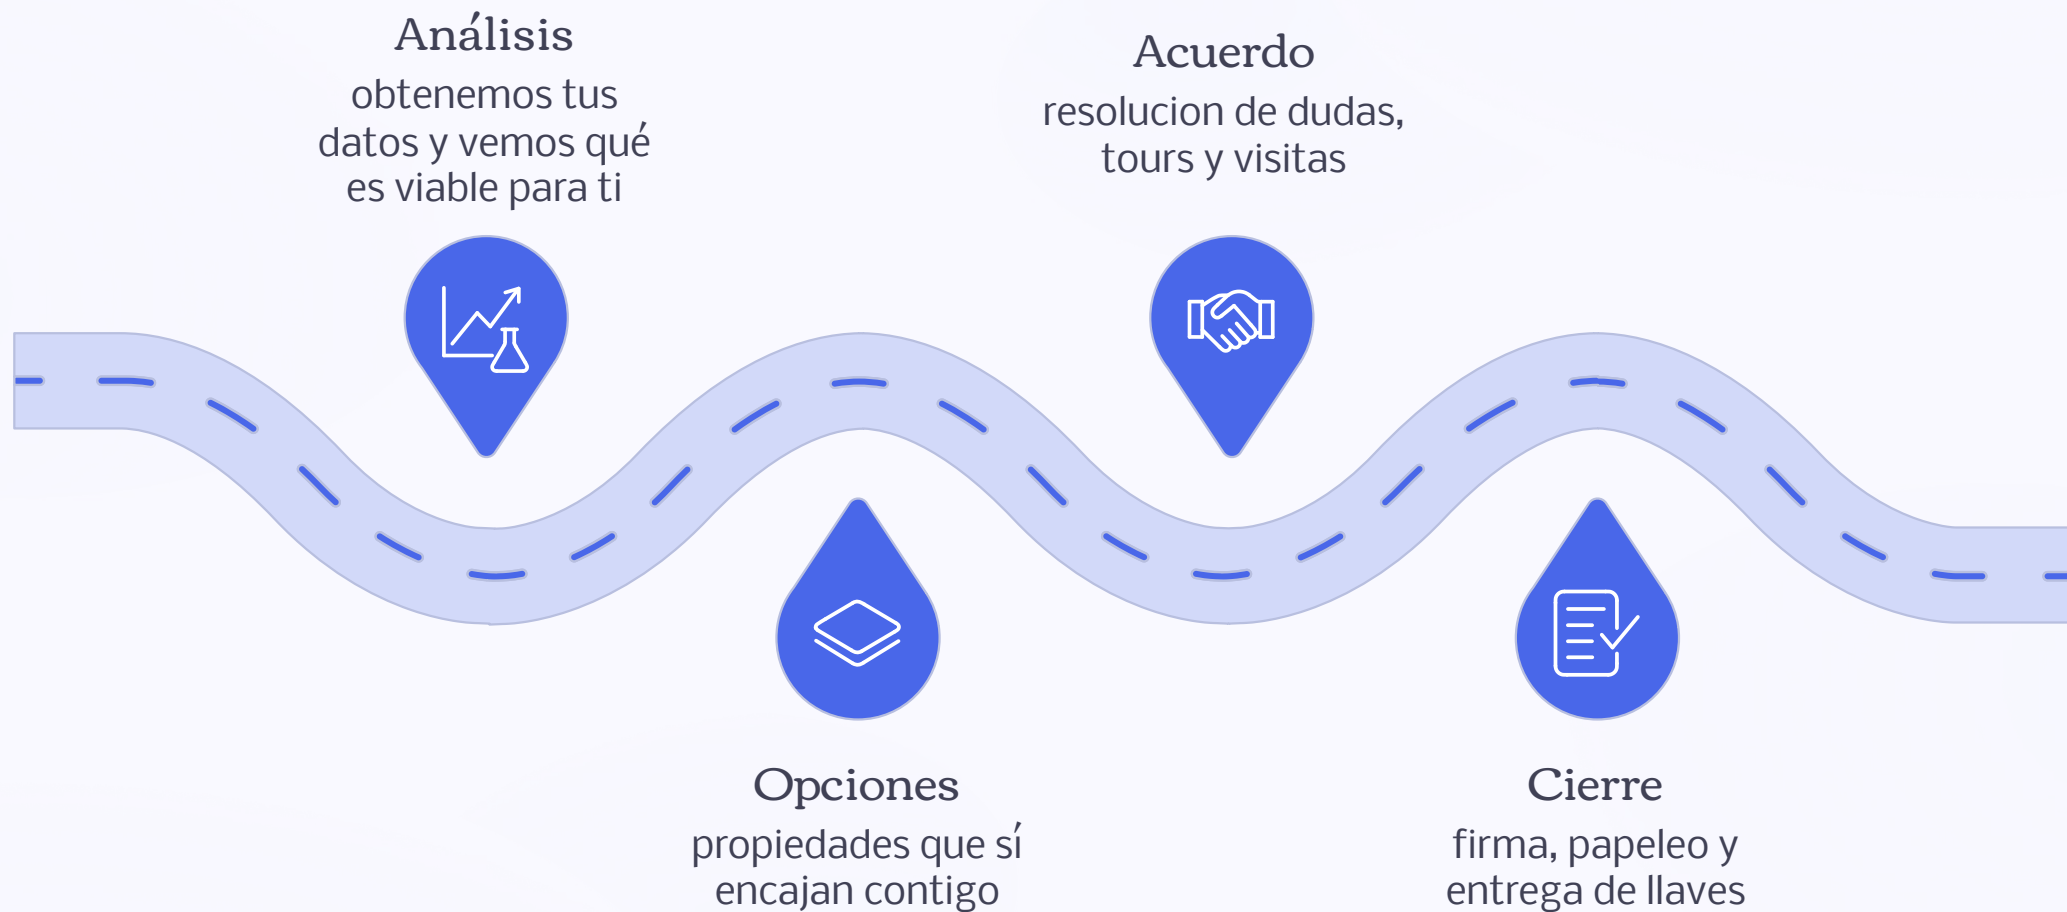 Análisis
obtenemos tus
datos y vemos qué
es viable para ti
Opciones
propiedades que sí
encajan contigo
Acuerdo
resolucion de dudas,
tours y visitas
Cierre
firma, papeleo y
entrega de llaves